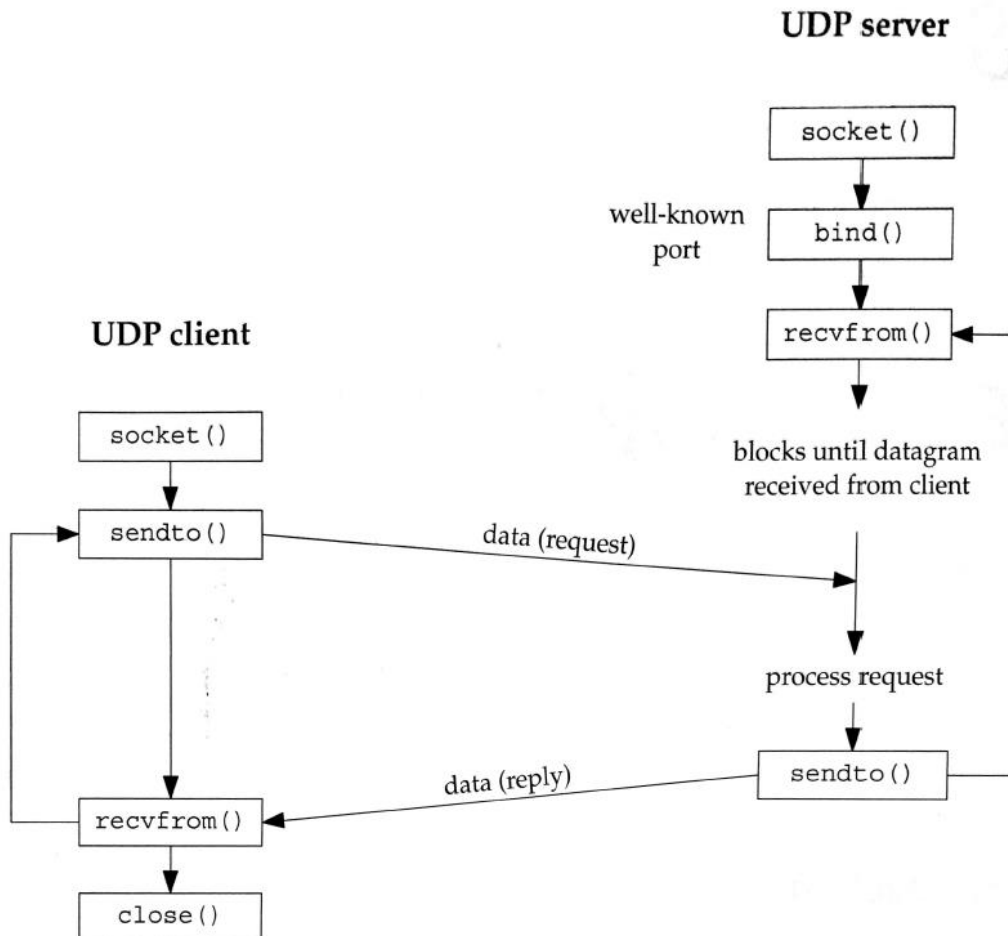 UDP server
socket()
well-known
port
bind()
recvfrom()
UDP client
socket()
blocks until datagram
received from client
sendto()
data (request)
process request
data (reply)
sendto()
recvfrom()
close()